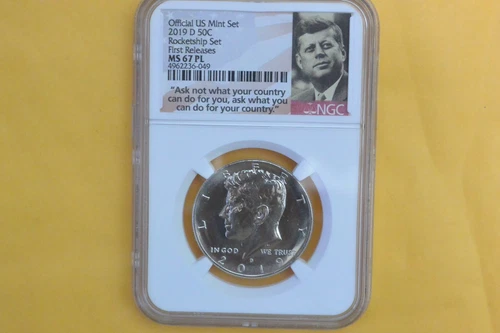 Official US Mint Set
2019 D 50C
Rocketship Set
First Releases
MS 67 PL
4962236-049
"Ask not what your country
can do for you, ask what you
can do for your country."
NGC
LIBERTY
IN GOD WE TRUST
D
2019